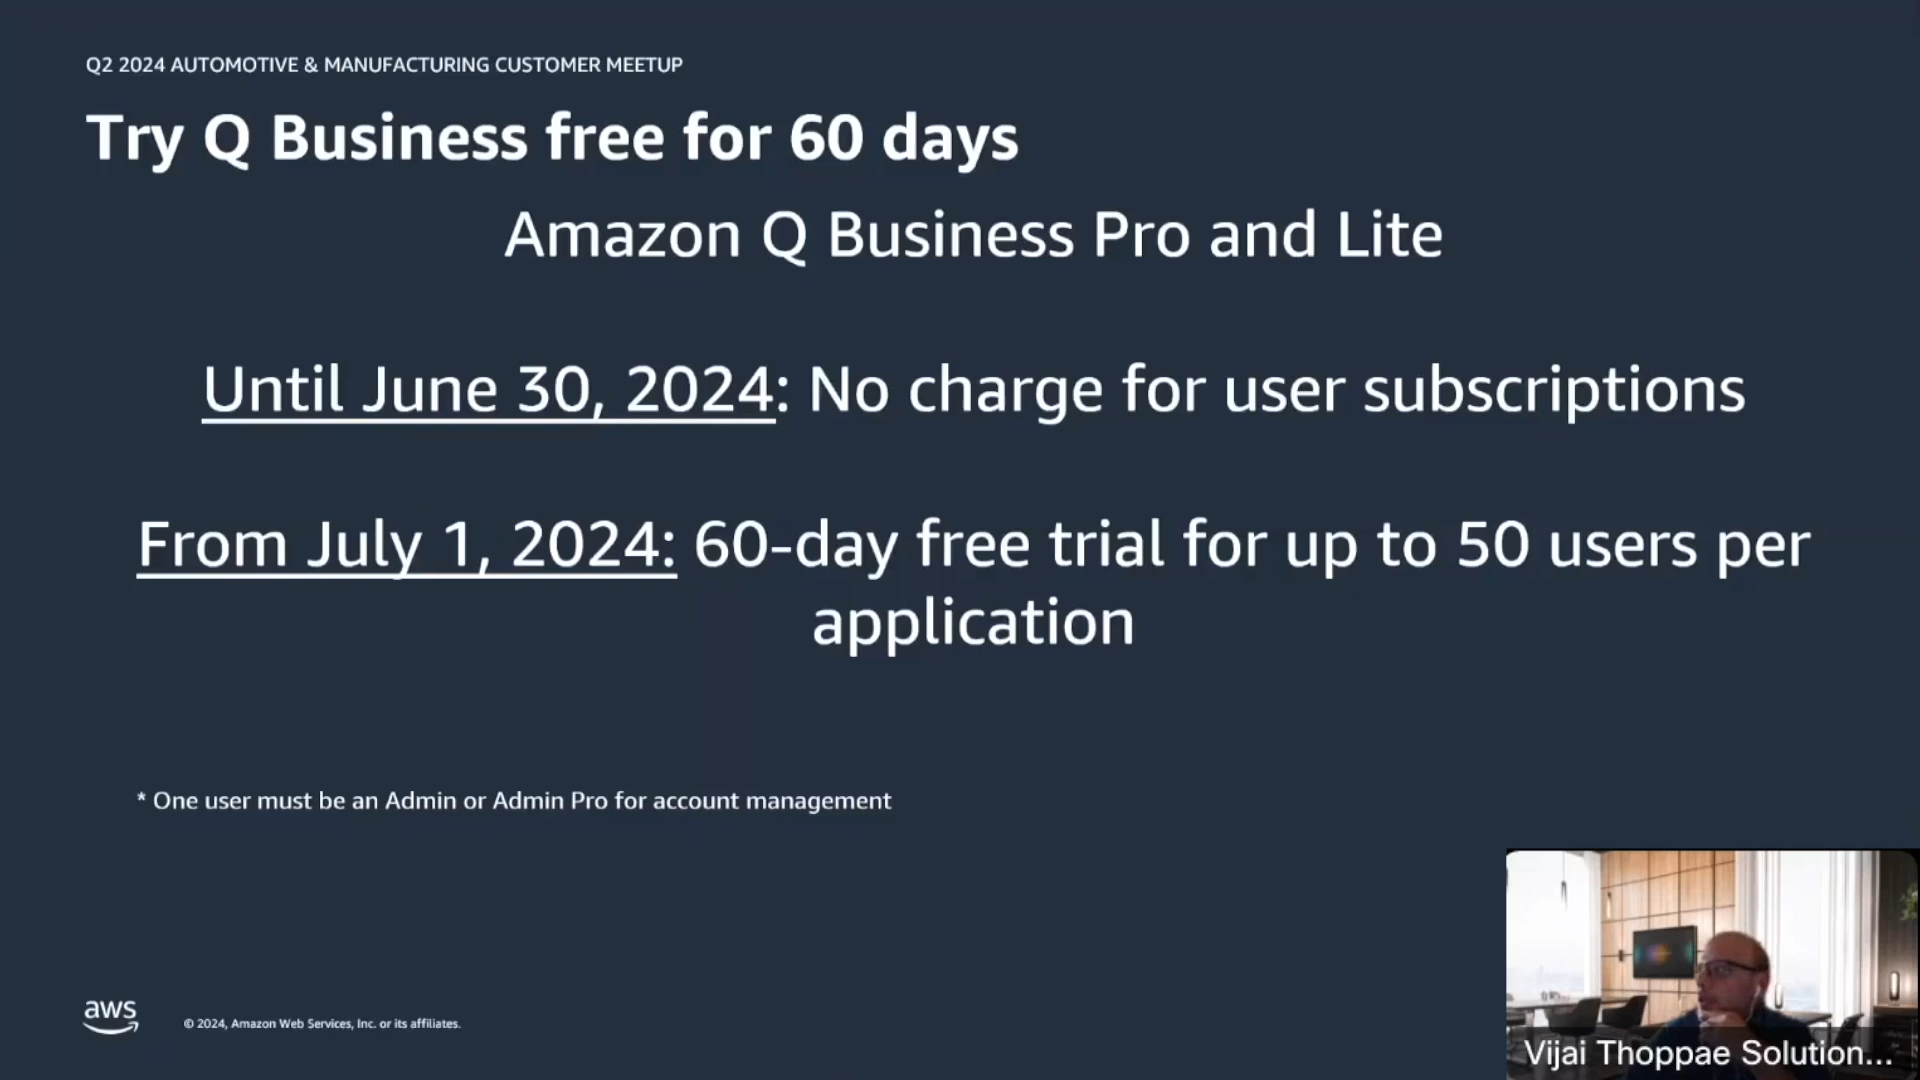 Q2 2024 AUTOMOTIVE & MANUFACTURING CUSTOMER MEETUP
Try Q Business free for 60 days
Amazon Q Business Pro and Lite
Until June 30, 2024: No charge for user subscriptions
From July 1, 2024: 60-day free trial for up to 50 users per
application
* One user must be an Admin or Admin Pro for account management
aws
© 2024, Amazon Web Services, Inc. or its affiliates.
Vijai Thoppae Solution...